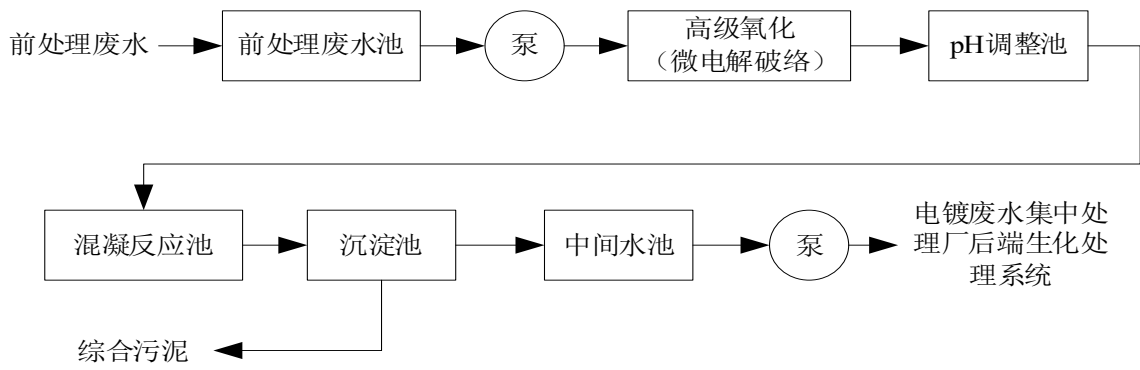 前处理废水
前处理废水池
泵
高级氧化
（微电解破络）
pH调整池
混凝反应池
沉淀池
中间水池
泵
电镀废水集中处
理厂后端生化处
理系统
综合污泥